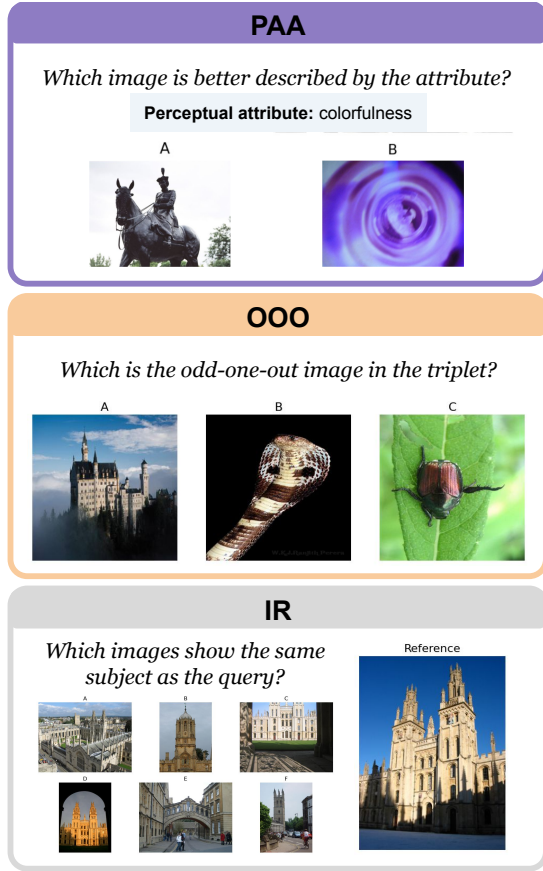 PAA
Which image is better described by the attribute?
Perceptual attribute: colorfulness
A
B
OOO
Which is the odd-one-out image in the triplet?
A
B
C
IR
Which images show the same
subject as the query?
Reference
A
B
C
D
E
F